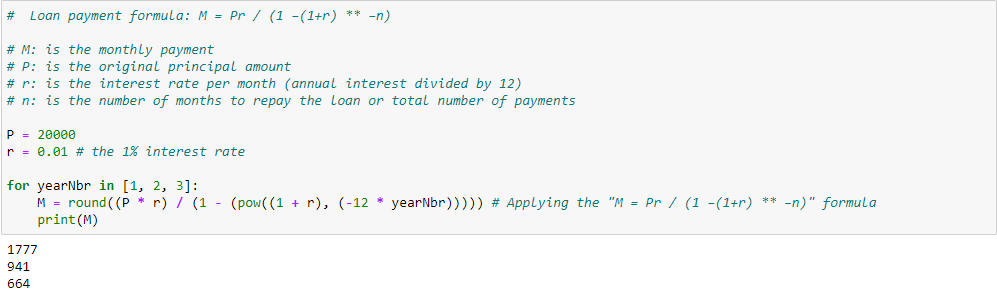 #  Loan payment formula: M = Pr / (1 –(1+r) ** –n)
# M: is the monthly payment
# P: is the original principal amount
# r: is the interest rate per month (annual interest divided by 12)
# n: is the number of months to repay the loan or total number of payments
P = 20000
r = 0.01 # the 1% interest rate
for yearNbr in [1, 2, 3]:
    M = round((P * r) / (1 - (pow((1 + r), (-12 * yearNbr))))) # Applying the "M = Pr / (1 –(1+r) ** –n)" formula
    print(M)
1777
941
664